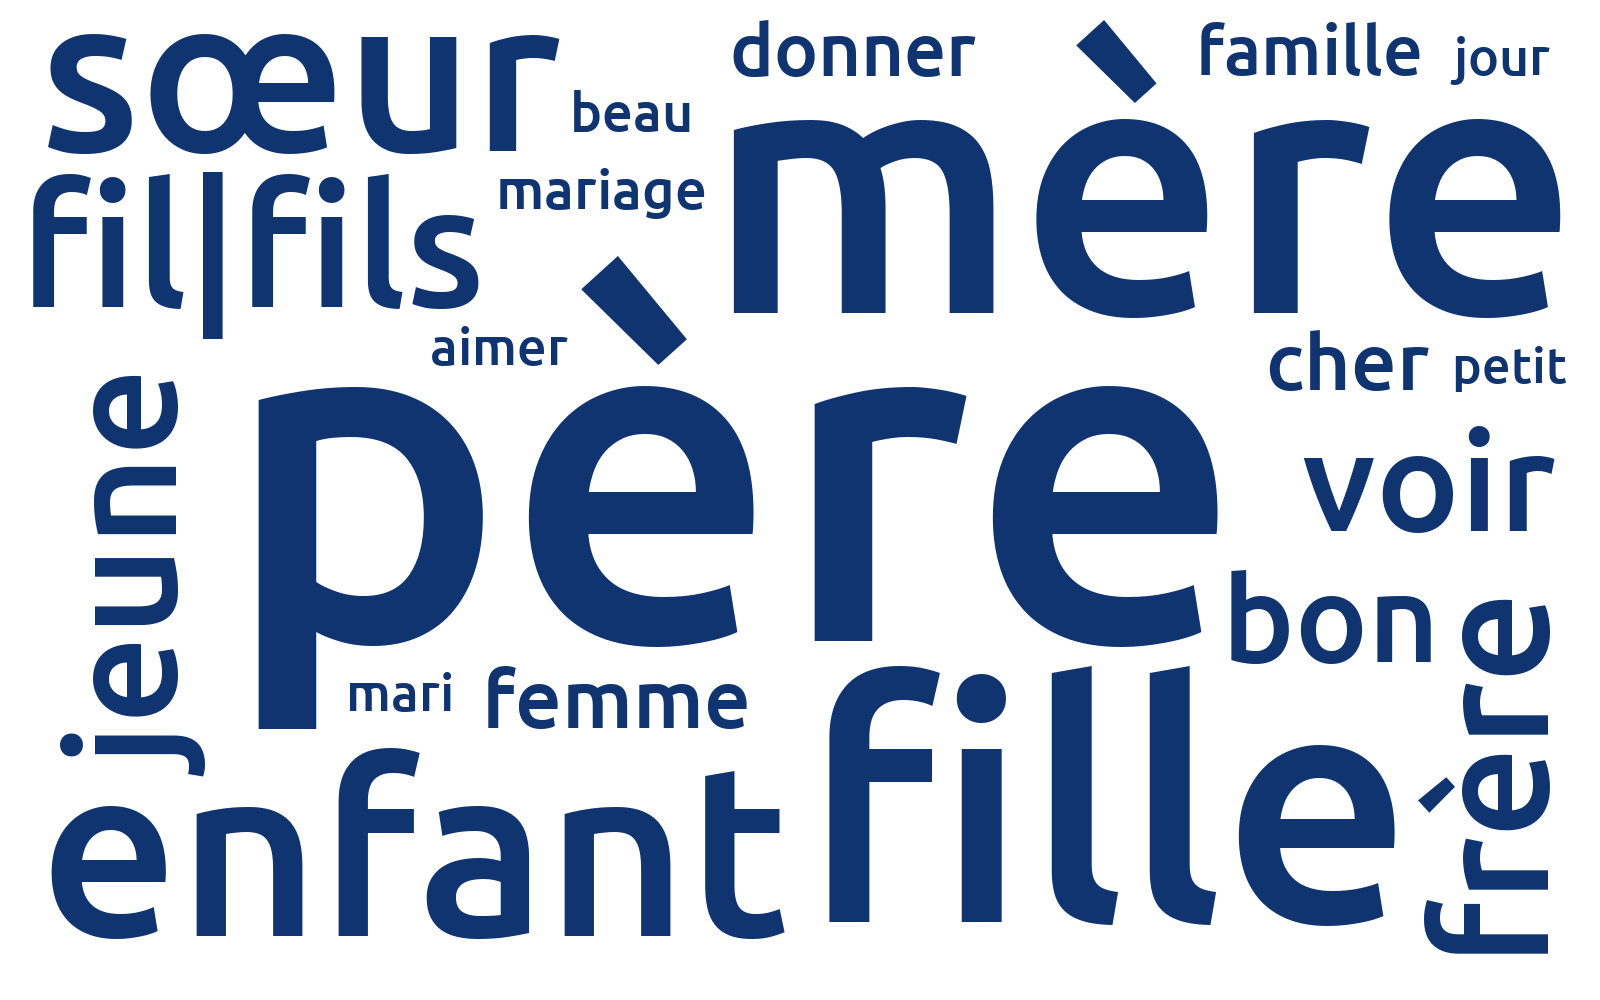 sœur
donner
famille
jour
beau
mère
fil|fils
mariage
aimer
père
cher
petit
jeune
voir
bon
frère
mari
femme
fille
enfant